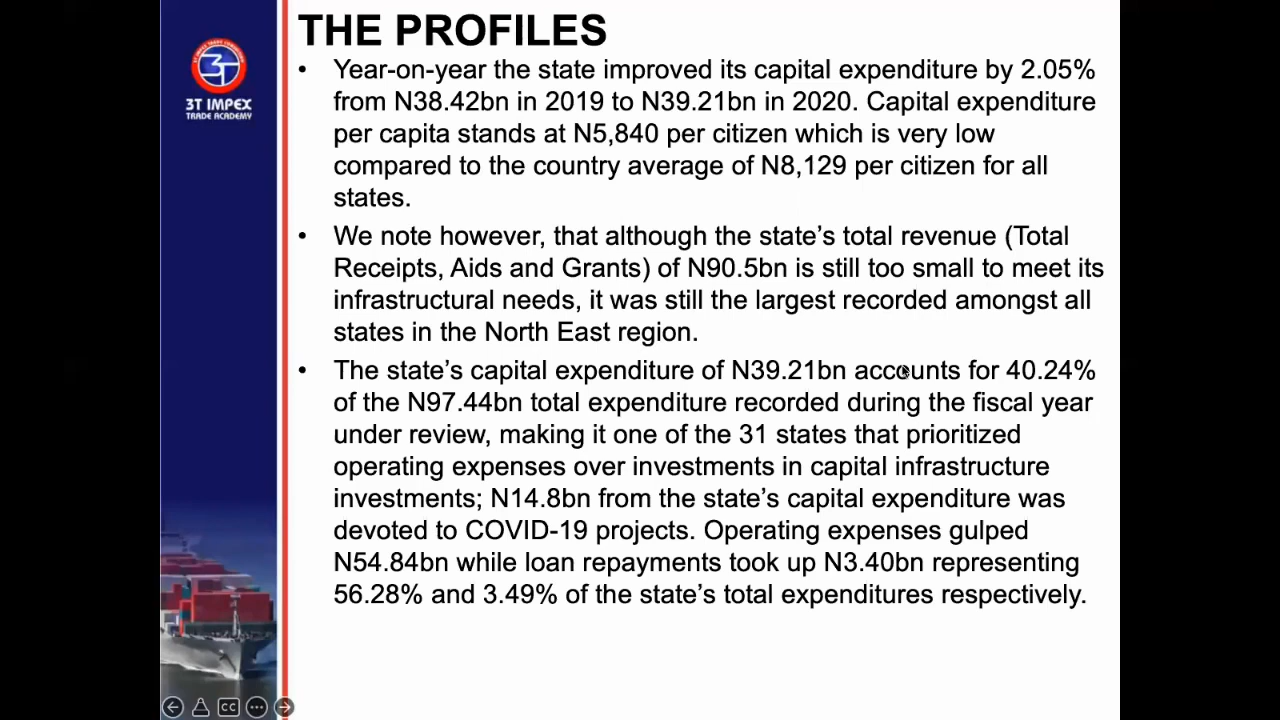 THE PROFILES
3T IMPEX
TRADE ACADEMY
• Year-on-year the state improved its capital expenditure by 2.05%
from N38.42bn in 2019 to N39.21bn in 2020. Capital expenditure
per capita stands at N5,840 per citizen which is very low
compared to the country average of N8,129 per citizen for all
states.
• We note however, that although the state’s total revenue (Total
Receipts, Aids and Grants) of N90.5bn is still too small to meet its
infrastructural needs, it was still the largest recorded amongst all
states in the North East region.
• The state’s capital expenditure of N39.21bn accounts for 40.24%
of the N97.44bn total expenditure recorded during the fiscal year
under review, making it one of the 31 states that prioritized
operating expenses over investments in capital infrastructure
investments; N14.8bn from the state’s capital expenditure was
devoted to COVID-19 projects. Operating expenses gulped
N54.84bn while loan repayments took up N3.40bn representing
56.28% and 3.49% of the state’s total expenditures respectively.
CC